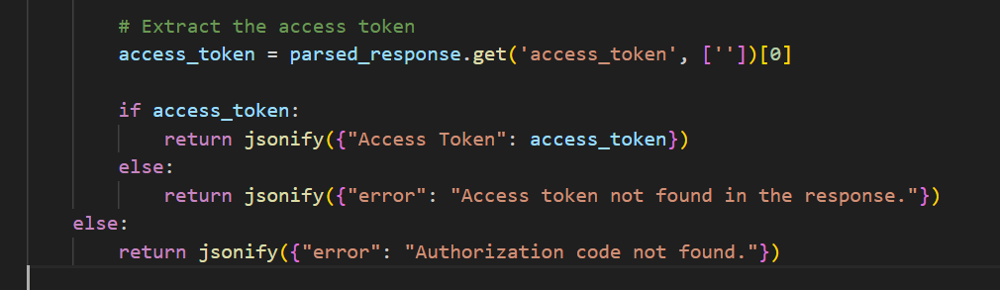 # Extract the access token
access_token = parsed_response.get('access_token', [''])[0]
if access_token:
return jsonify({"Access Token": access_token})
else:
return jsonify({"error": "Access token not found in the response."})
else:
return jsonify({"error": "Authorization code not found."})